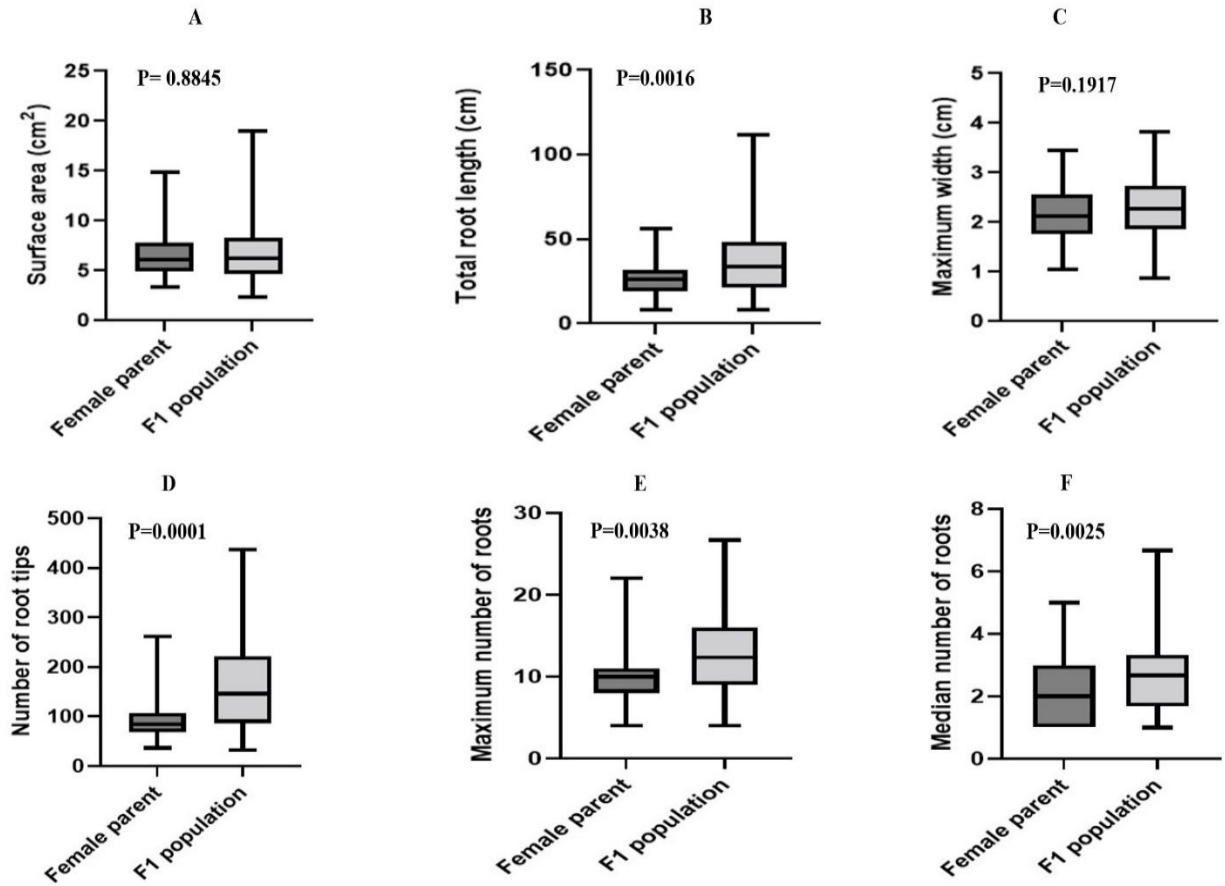 A
P= 0.8845
Surface area (cm²)
25
20
15
10
5
0
Female parent
F1 population
B
P=0.0016
Total root length (cm)
150
100
50
0
Female parent
F1 population
C
P=0.1917
Maximum width (cm)
5
4
3
2
1
0
Female parent
F1 population
D
P=0.0001
Number of root tips
500
400
300
200
100
0
Female parent
F1 population
E
P=0.0038
Maximum number of roots
30
20
10
0
Female parent
F1 population
F
P=0.0025
Median number of roots
8
6
4
2
0
Female parent
F1 population